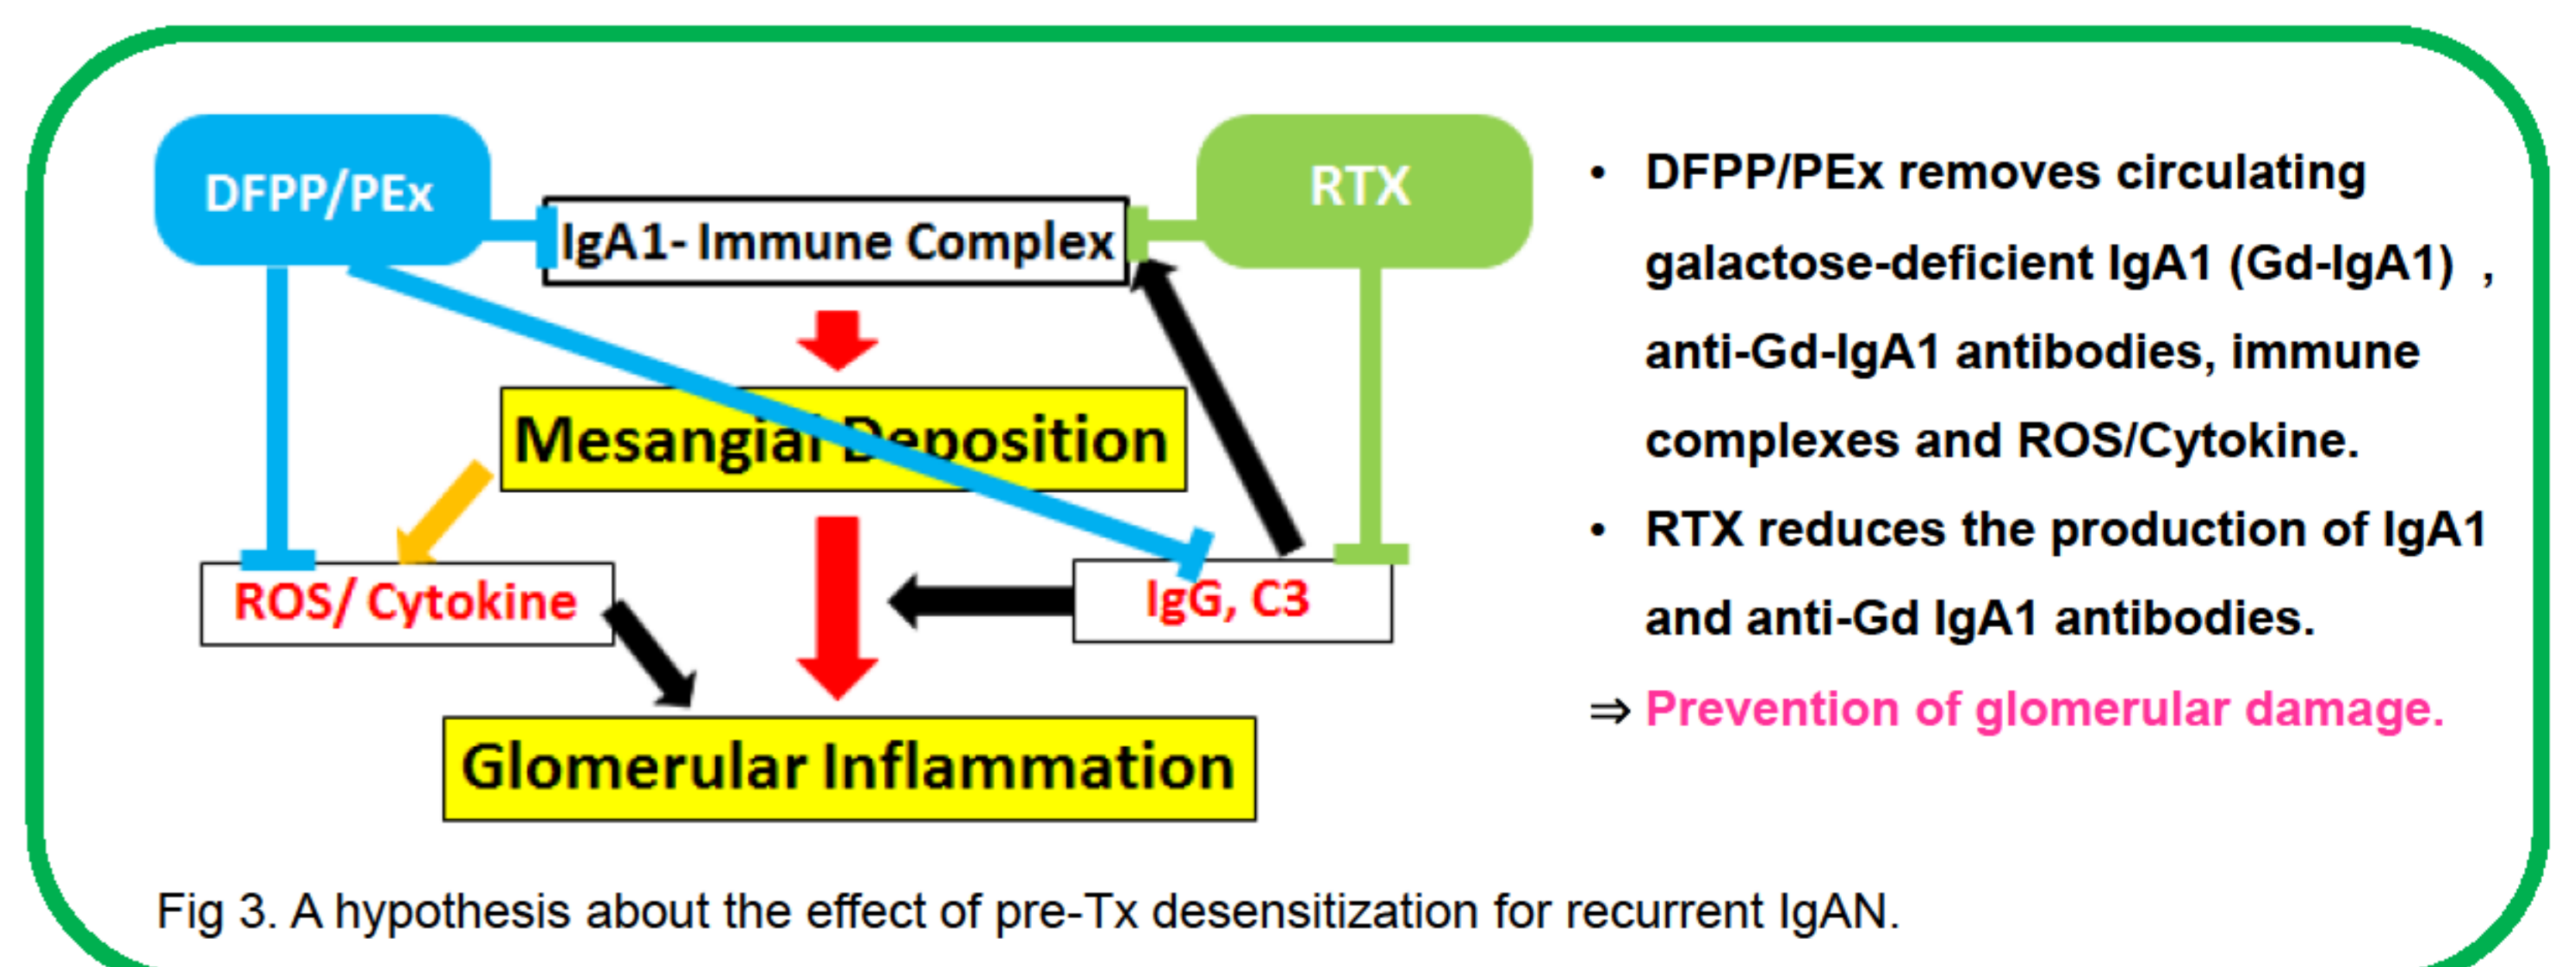 DFPP/PEx
RTX
IgA1- Immune Complex
Mesangial Deposition
ROS/ Cytokine
IgG, C3
Glomerular Inflammation
• DFPP/PEx removes circulating
galactose-deficient IgA1 (Gd-IgA1) ,
anti-Gd-IgA1 antibodies, immune
complexes and ROS/Cytokine.
• RTX reduces the production of IgA1
and anti-Gd IgA1 antibodies.
⇒ Prevention of glomerular damage.
Fig 3. A hypothesis about the effect of pre-Tx desensitization for recurrent IgAN.